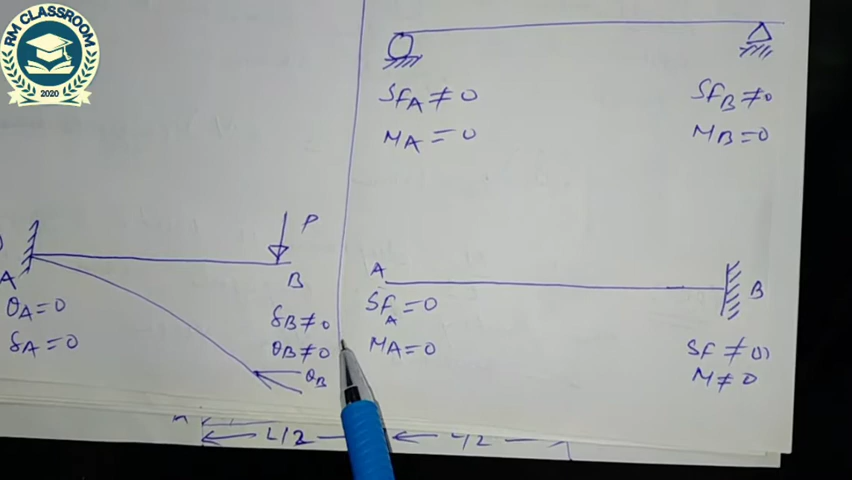 RM CLASSROOM
2020
SFA ≠ 0
MA = 0
SFB ≠ 0
MB = 0
P
A
B
θA = 0
δA = 0
δB ≠ 0
θB ≠ 0
θB
A
SFA = 0
MA = 0
B
SF ≠ 0
M ≠ 0
L/2
L/2